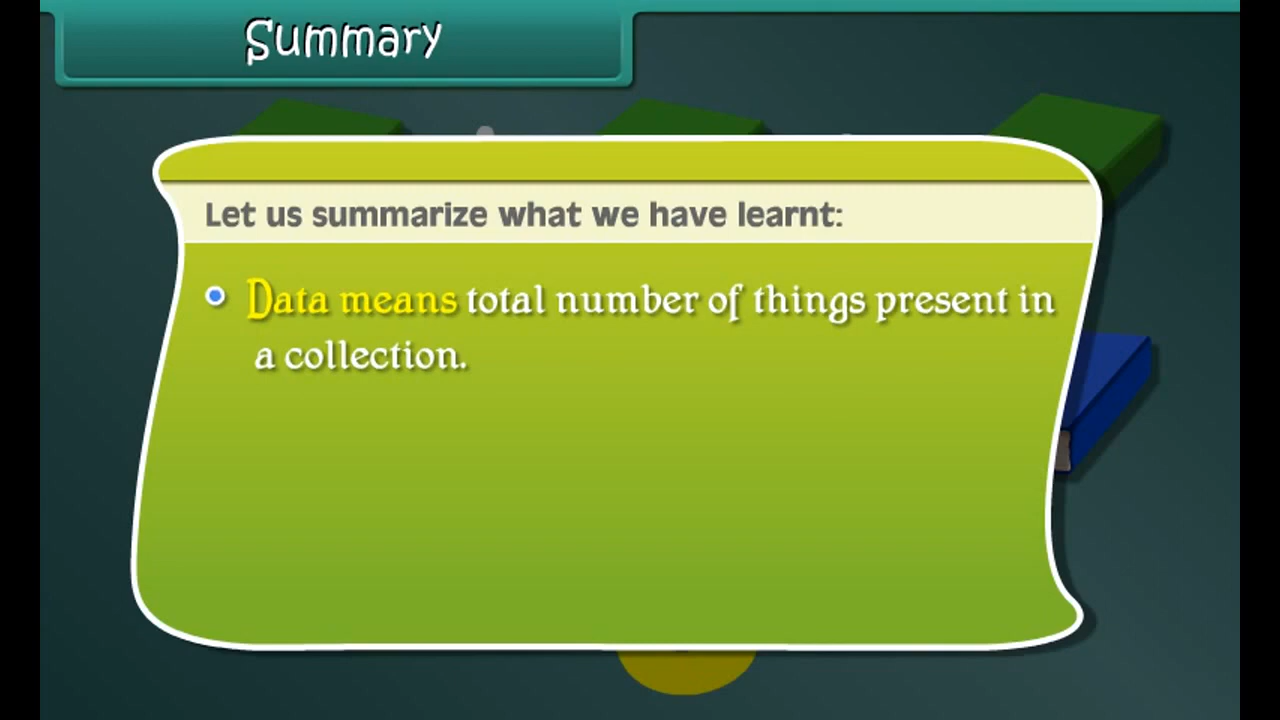 Summary
Let us summarize what we have learnt:
Data means total number of things present in
a collection.